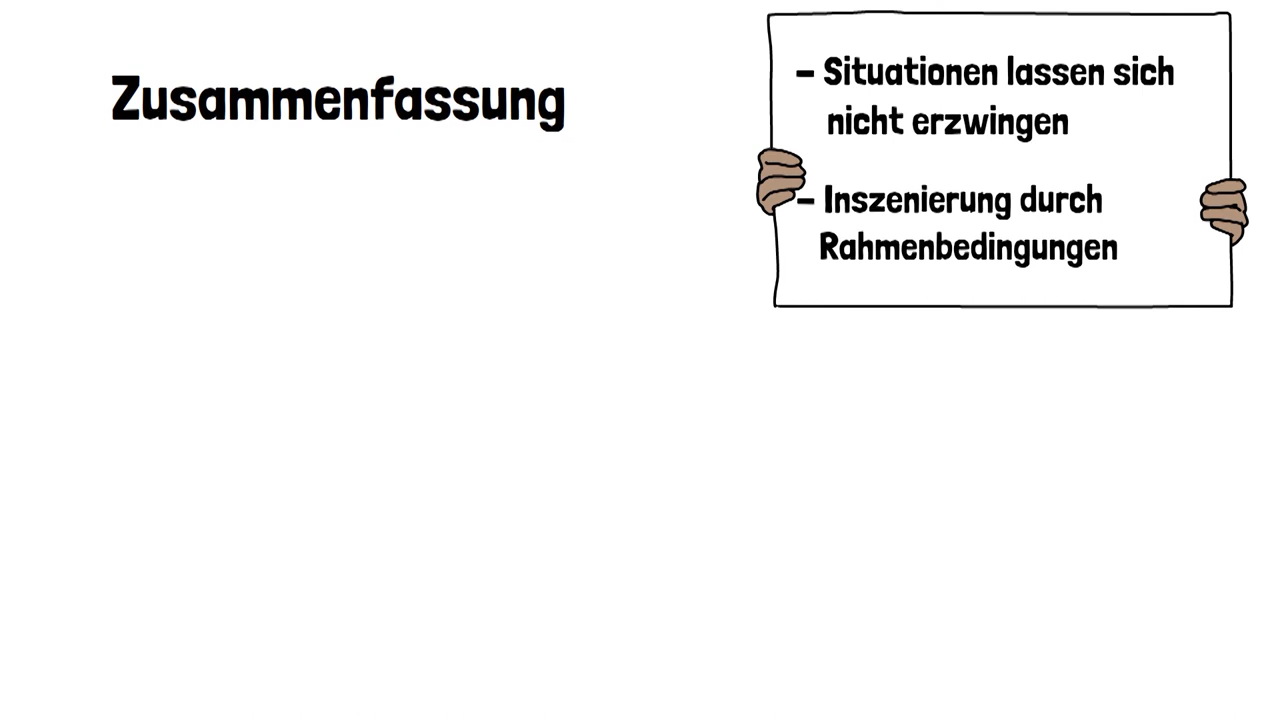 Zusammenfassung
– Situationen lassen sich
nicht erzwingen
– Inszenierung durch
Rahmenbedingungen